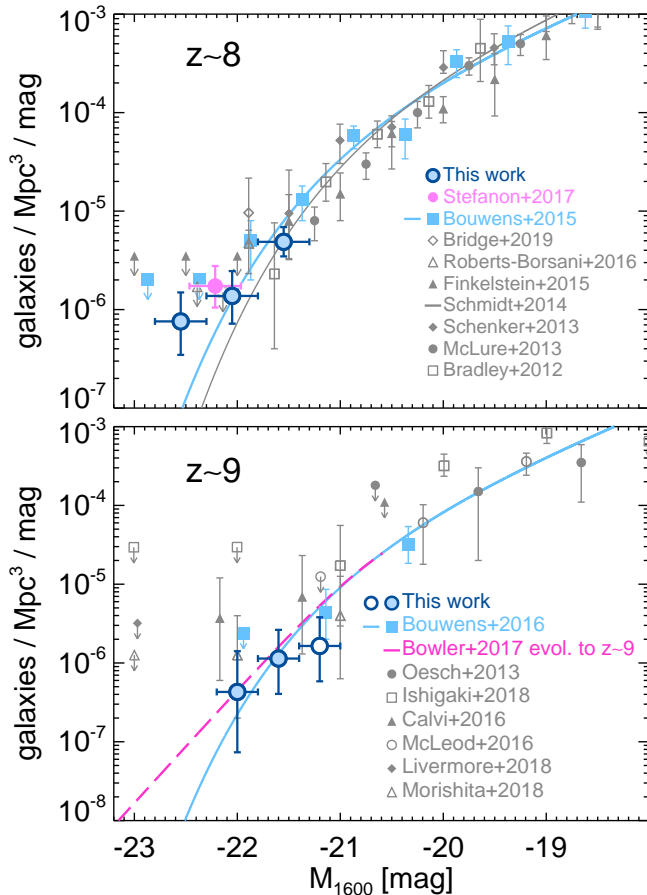 z~8
10⁻³
10⁻⁴
10⁻⁵
10⁻⁶
10⁻⁷
galaxies / Mpc³ / mag
This work
Stefanon+2017
Bouwens+2015
Bridge+2019
Roberts-Borsani+2016
Finkelstein+2015
Schmidt+2014
Schenker+2013
McLure+2013
Bradley+2012
z~9
10⁻³
10⁻⁴
10⁻⁵
10⁻⁶
10⁻⁷
10⁻⁸
galaxies / Mpc³ / mag
This work
Bouwens+2016
Bowler+2017 evol. to z~9
Oesch+2013
Ishigaki+2018
Calvi+2016
McLeod+2016
Livermore+2018
Morishita+2018
-23 -22 -21 -20 -19
M₁₆₀₀ [mag]